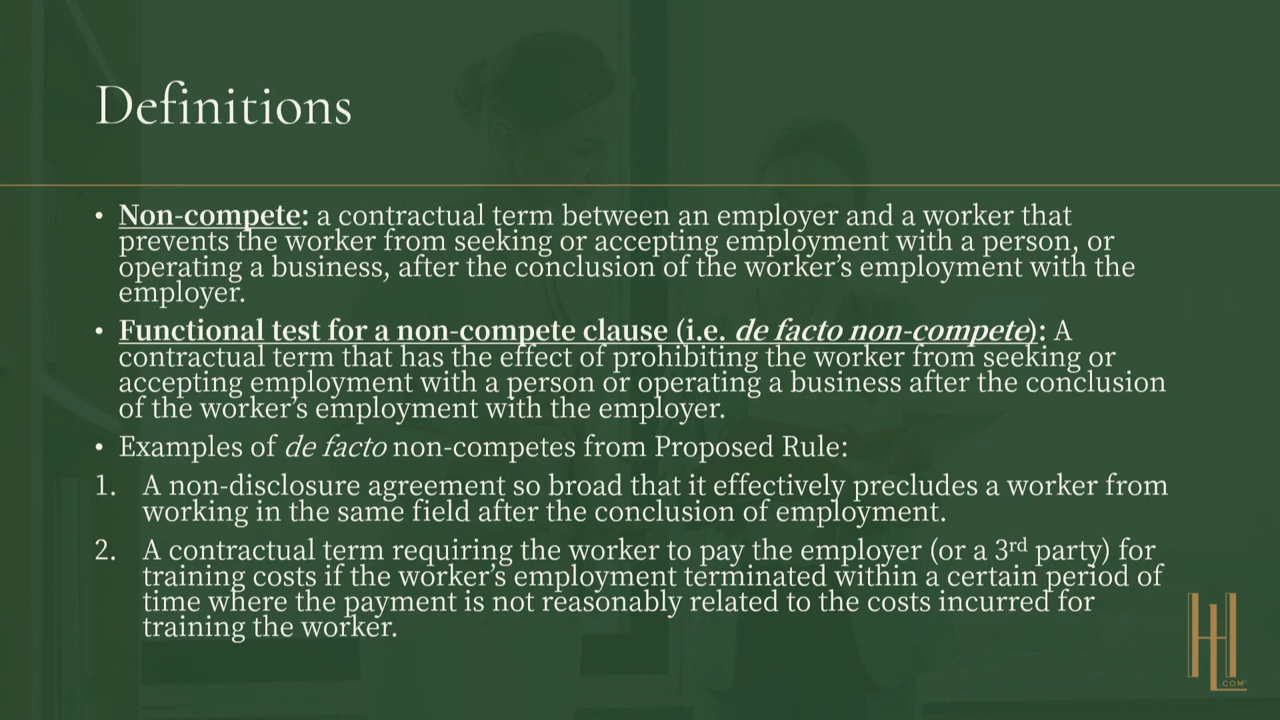 Definitions
• Non-compete: a contractual term between an employer and a worker that
prevents the worker from seeking or accepting employment with a person, or
operating a business, after the conclusion of the worker’s employment with the
employer.
• Functional test for a non-compete clause (i.e. de facto non-compete): A
contractual term that has the effect of prohibiting the worker from seeking or
accepting employment with a person or operating a business after the conclusion
of the worker’s employment with the employer.
• Examples of de facto non-competes from Proposed Rule:
1. A non-disclosure agreement so broad that it effectively precludes a worker from
working in the same field after the conclusion of employment.
2. A contractual term requiring the worker to pay the employer (or a 3rd party) for
training costs if the worker’s employment terminated within a certain period of
time where the payment is not reasonably related to the costs incurred for
training the worker.
HL
.COM